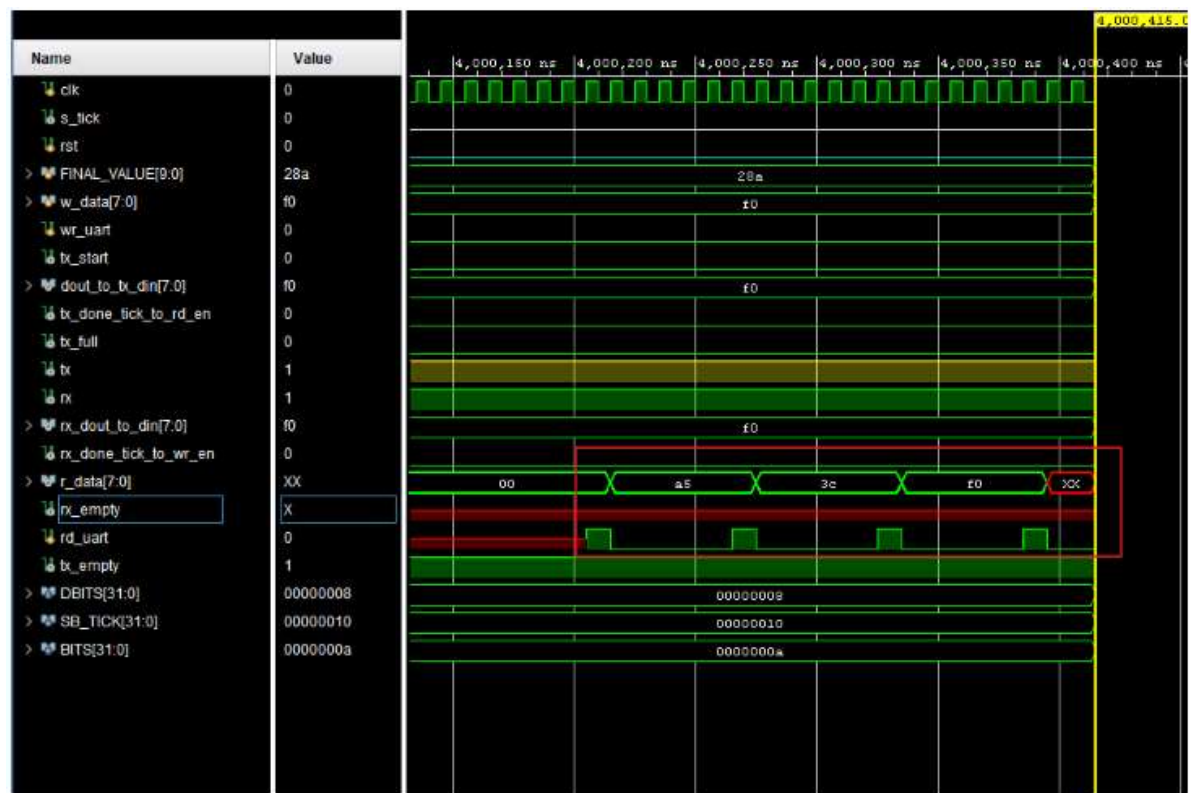 4,000,415.0
Name Value
4,000,150 ns 4,000,200 ns 4,000,250 ns 4,000,300 ns 4,000,350 ns 4,000,400 ns
clk 0
s_tick 0
rst 0
FINAL_VALUE[9:0] 28a 28a
w_data[7:0] f0 f0
wr_uart 0
tx_start 0
dout_to_tx_din[7:0] f0 f0
tx_done_tick_to_rd_en 0
tx_full 0
tx 1
rx 1
rx_dout_to_din[7:0] f0 f0
rx_done_tick_to_wr_en 0
r_data[7:0] XX 00 a5 3c f0 XX
rx_empty X
rd_uart 0
tx_empty 1
DBITS[31:0] 00000008 00000008
SB_TICK[31:0] 00000010 00000010
BITS[31:0] 0000000a 0000000a